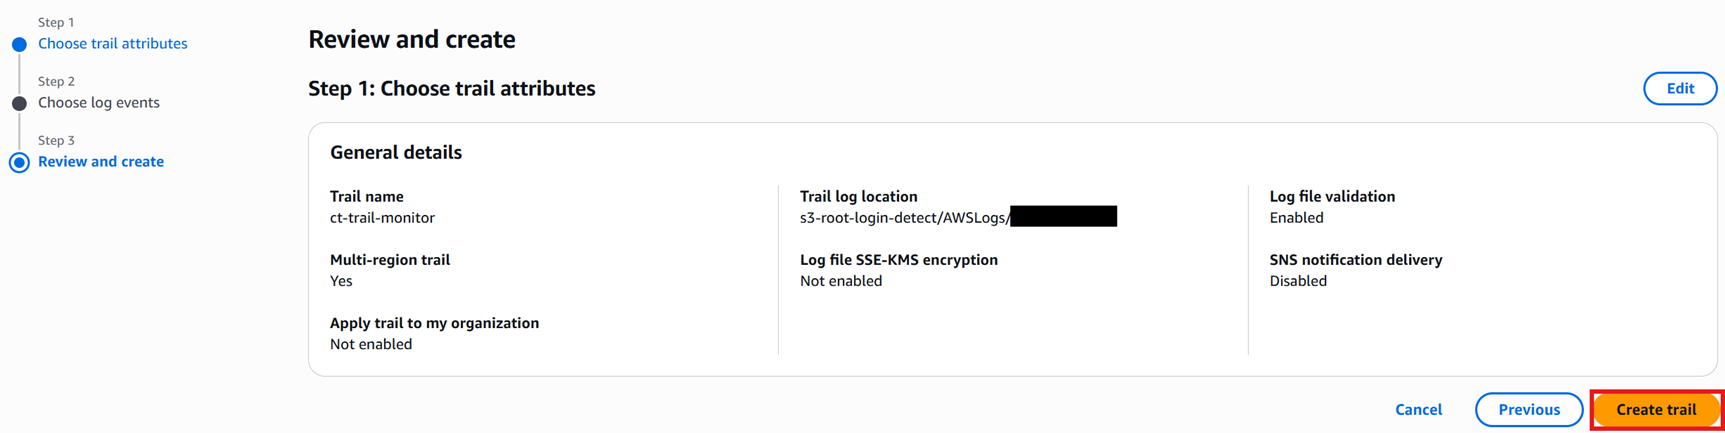 Step 1
Choose trail attributes
Step 2
Choose log events
Step 3
Review and create
Review and create
Step 1: Choose trail attributes
Edit
General details
Trail name
ct-trail-monitor
Multi-region trail
Yes
Apply trail to my organization
Not enabled
Trail log location
s3-root-login-detect/AWSLogs/
Log file SSE-KMS encryption
Not enabled
Log file validation
Enabled
SNS notification delivery
Disabled
Cancel
Previous
Create trail